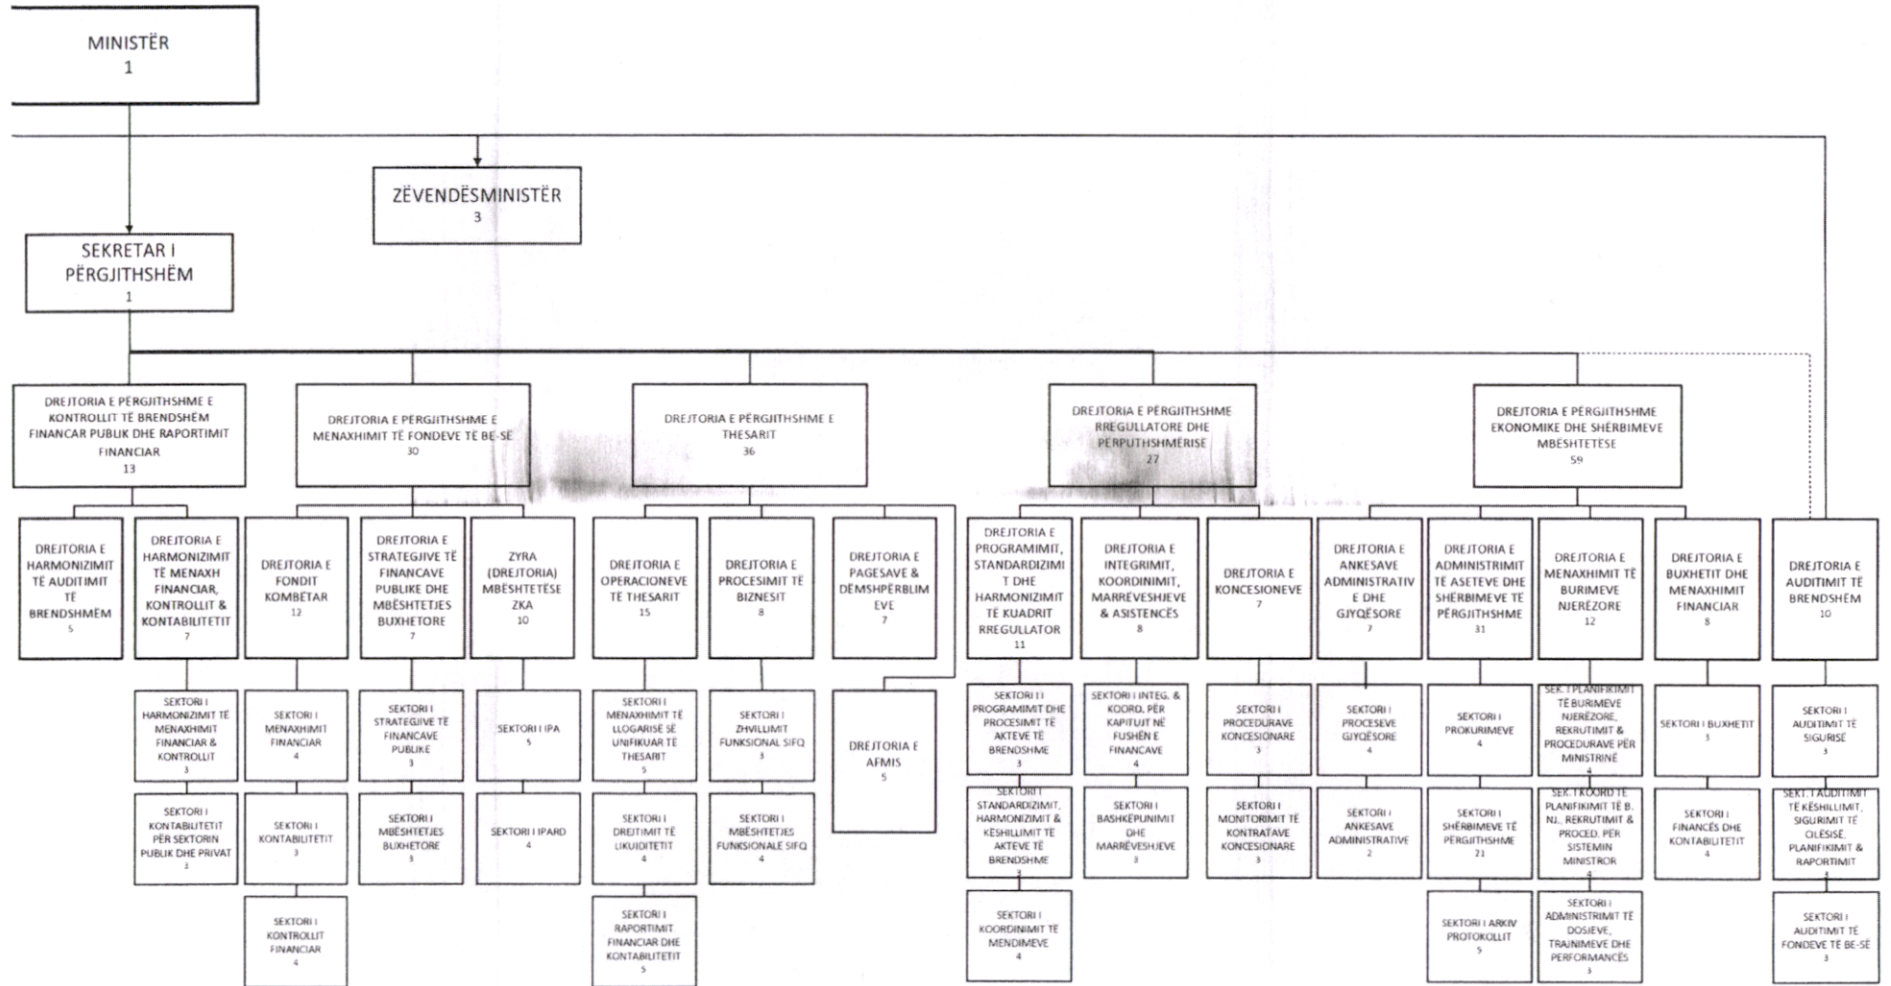 MINISTËR
1
ZËVENDËSMINISTËR
3
SEKRETAR I
PËRGJITHSHËM
1
DREJTORIA E PËRGJITHSHME E
KONTROLLIT TË BRENDSHËM
FINANCAR PUBLIK DHE RAPORTIMIT
FINANCIAR
13
DREJTORIA E PËRGJITHSHME E
MENAXHIMIT TË FONDEVE TË BE-SË
30
DREJTORIA E PËRGJITHSHME E
THESARIT
36
DREJTORIA E PËRGJITHSHME
RREGULLATORE DHE
PËRPUTHSHMËRISË
27
DREJTORIA E PËRGJITHSHME
EKONOMIKE DHE SHËRBIMEVE
MBËSHTETËSE
59
DREJTORIA E
HARMONIZIMIT
TË AUDITIMIT
TË
BRENDSHMËM
5
DREJTORIA E
HARMONIZIMIT
TË MENAXH
FINANCIAR,
KONTROLLIT &
KONTABILITETIT
7
DREJTORIA E
FONDIT
KOMBËTAR
12
DREJTORIA E
STRATEGJIVE TË
FINANCAVE
PUBLIKE DHE
MBËSHTETJES
BUXHETORE
7
ZYRA
(DREJTORIA)
MBËSHTETËSE
ZKA
10
DREJTORIA E
OPERACIONEVE
TË THESARIT
15
DREJTORIA E
PROCESIMIT TË
BIZNESIT
8
DREJTORIA E
PAGESAVE &
DËMSHPËRBLIM
EVE
7
DREJTORIA E
PROGRAMIMIT,
STANDARDIZIMI
T DHE
HARMONIZIMIT
TË KUADRIT
RREGULLATOR
11
DREJTORIA E
INTEGRIMIT,
KOORDINIMIT,
MARRËVESHJEVE
& ASISTENCËS
8
DREJTORIA E
KONCESIONEVE
7
DREJTORIA E
ANKESAVE
ADMINISTRATIV
E DHE
GJYQËSORE
7
DREJTORIA E
ADMINISTRIMIT
TË ASETEVE DHE
SHËRBIMEVE TË
PËRGJITHSHME
31
DREJTORIA E
MENAXHIMIT TË
BURIMEVE
NJERËZORE
12
DREJTORIA E
BUXHETIT DHE
MENAXHIMIT
FINANCIAR
8
DREJTORIA E
AUDITIMIT TË
BRENDSHËM
10
SEKTORI I
HARMONIZIMIT TË
MENAXHIMIT
FINANCIAR &
KONTROLLIT
3
SEKTORI I
MENAXHIMIT
FINANCIAR
4
SEKTORI I
STRATEGJIVE TË
FINANCAVE
PUBLIKE
3
SEKTORI I IPA
5
SEKTORI I
MENAXHIMIT TË
LLOGARISË SË
UNIFIKUAR TË
THESARIT
5
SEKTORI I
ZHVILLIMIT
FUNKSIONAL SIFQ
3
DREJTORIA E
AFMIS
5
SEKTORI I
PROGRAMIMIT DHE
PROCESIMIT TË
AKTEVE TË
BRENDSHME
3
SEKTORI I INTEG. &
KOORD. PËR
KAPITUJT NË
FUSHËN E
FINANCAVE
4
SEKTORI I
PROCEDURAVE
KONCESIONARE
3
SEKTORI I
PROCESEVE
GJYQËSORE
4
SEKTORI I
PROKURIMEVE
4
SEK. I PLANIFIKIMIT
TË BURIMEVE
NJERËZORE,
REKRUTIMIT &
PROCEDURAVE PËR
MINISTRINË
4
SEKTORI I BUXHETIT
3
SEKTORI I
AUDITIMIT TË
SIGURISË
3
SEKTORI I
KONTABILITETIT
PËR SEKTORIN
PUBLIK DHE PRIVAT
3
SEKTORI I
KONTABILITETIT
3
SEKTORI I
MBËSHTETJES
BUXHETORE
3
SEKTORI I IPARD
4
SEKTORI I
DREJTIMIT TË
LIKUIDITETIT
4
SEKTORI I
MBËSHTETJES
FUNKSIONALE SIFQ
4
SEKTORI I
STANDARDIZIMIT,
HARMONIZIMIT &
KËSHILLIMIT TË
AKTEVE TË
BRENDSHME
3
SEKTORI I
BASHKËPUNIMIT
DHE
MARRËVESHJEVE
3
SEKTORI I
MONITORIMIT TË
KONTRATAVE
KONCESIONARE
3
SEKTORI I
ANKESAVE
ADMINISTRATIVE
2
SEKTORI I
SHËRBIMEVE TË
PËRGJITHSHME
21
SEK. I KOORD TË
PLANIFIKIMIT TË B.
NJ., REKRUTIMIT &
PROCED. PËR
SISTEMIN
MINISTROR
4
SEKTORI I
FINANCËS DHE
KONTABILITETIT
4
SEKT. I AUDITIMIT
TË KËSHILLIMIT,
SIGURIMIT TË
CILËSISË,
PLANIFIKIMIT &
RAPORTIMIT
3
SEKTORI I
KONTROLLIT
FINANCIAR
4
SEKTORI I
RAPORTIMIT
FINANCIAR DHE
KONTABILITETIT
5
SEKTORI I
KOORDINIMIT TË
MENDIMEVE
4
SEKTORI I ARKIV
PROTOKOLLIT
5
SEKTORI I
ADMINISTRIMIT TË
DOSJEVE,
TRAJNIMEVE DHE
PERFORMANCËS
3
SEKTORI I
AUDITIMIT TË
FONDEVE TË BE-SË
3